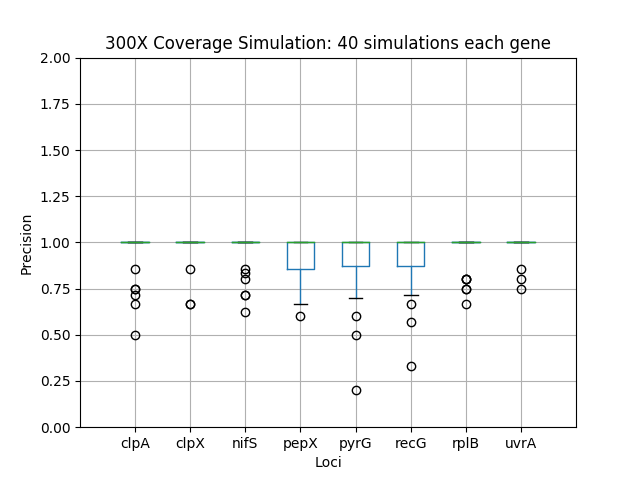 300X Coverage Simulation: 40 simulations each gene
2.00
1.75
1.50
1.25
1.00
0.75
0.50
0.25
0.00
Precision
clpA clpX nifS pepX pyrG recG rplB uvrA
Loci